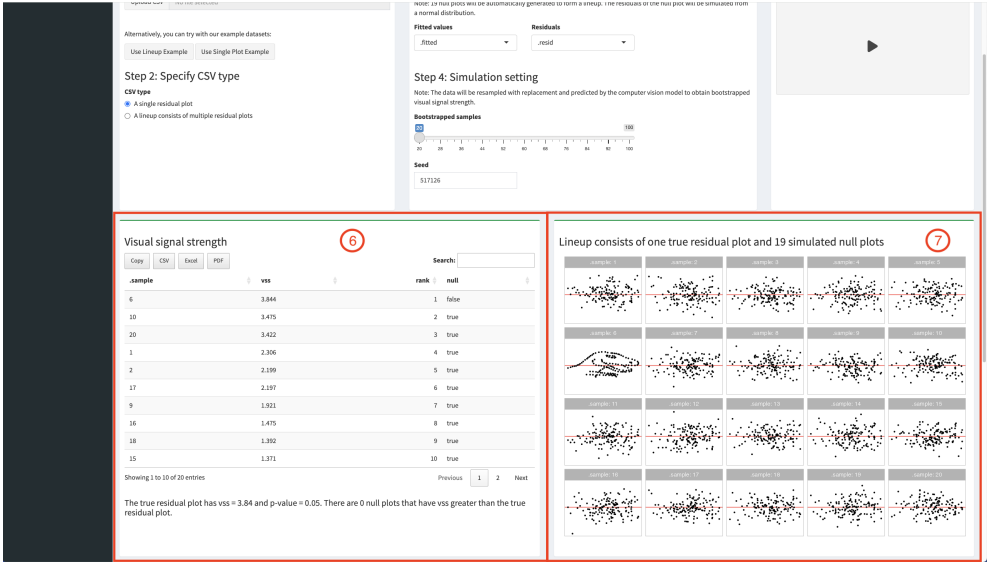 Upload CSV No file selected
Alternatively, you can try with our example datasets:
Use Lineup Example Use Single Plot Example
Step 2: Specify CSV type
CSV type
A single residual plot
A lineup consists of multiple residual plots
Note: 19 null plots will be automatically generated to form a lineup. The residuals of the null plot will be simulated from
a normal distribution.
Fitted values Residuals
.fitted .resid
Step 4: Simulation setting
Note: The data will be resampled with replacement and predicted by the computer vision model to obtain bootstrapped
visual signal strength.
Bootstrapped samples
20 100
20 28 36 44 52 60 68 76 84 92 100
Seed
517126
Visual signal strength
6
Copy CSV Excel PDF
Search:
.sample vss rank null
6 3.844 1 false
10 3.475 2 true
20 3.422 3 true
1 2.306 4 true
2 2.199 5 true
17 2.197 6 true
9 1.921 7 true
16 1.475 8 true
18 1.392 9 true
15 1.371 10 true
Showing 1 to 10 of 20 entries
Previous 1 2 Next
The true residual plot has vss = 3.84 and p-value = 0.05. There are 0 null plots that have vss greater than the true
residual plot.
Lineup consists of one true residual plot and 19 simulated null plots
7
.sample: 1 .sample: 2 .sample: 3 .sample: 4 .sample: 5
.sample: 6 .sample: 7 .sample: 8 .sample: 9 .sample: 10
.sample: 11 .sample: 12 .sample: 13 .sample: 14 .sample: 15
.sample: 16 .sample: 17 .sample: 18 .sample: 19 .sample: 20